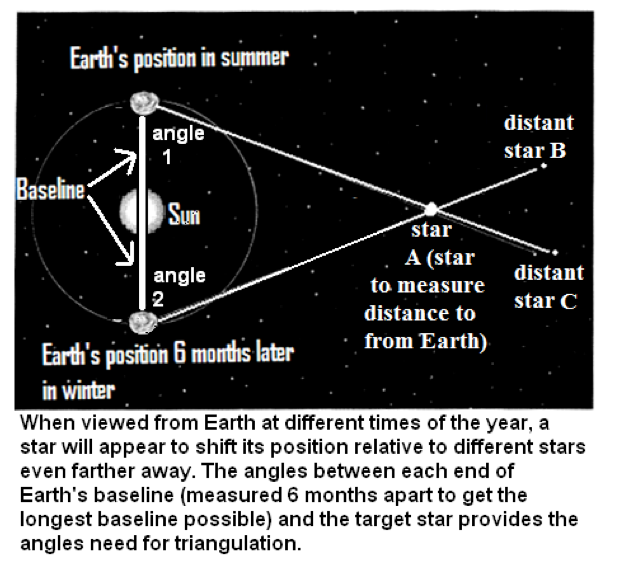 Earth's position in summer
distant
star B
angle
1
Baseline
Sun
star
A (star
to measure
distance to
from Earth)
distant
star C
angle
2
Earth's position 6 months later
in winter
When viewed from Earth at different times of the year, a
star will appear to shift its position relative to different stars
even farther away. The angles between each end of
Earth's baseline (measured 6 months apart to get the
longest baseline possible) and the target star provides the
angles need for triangulation.